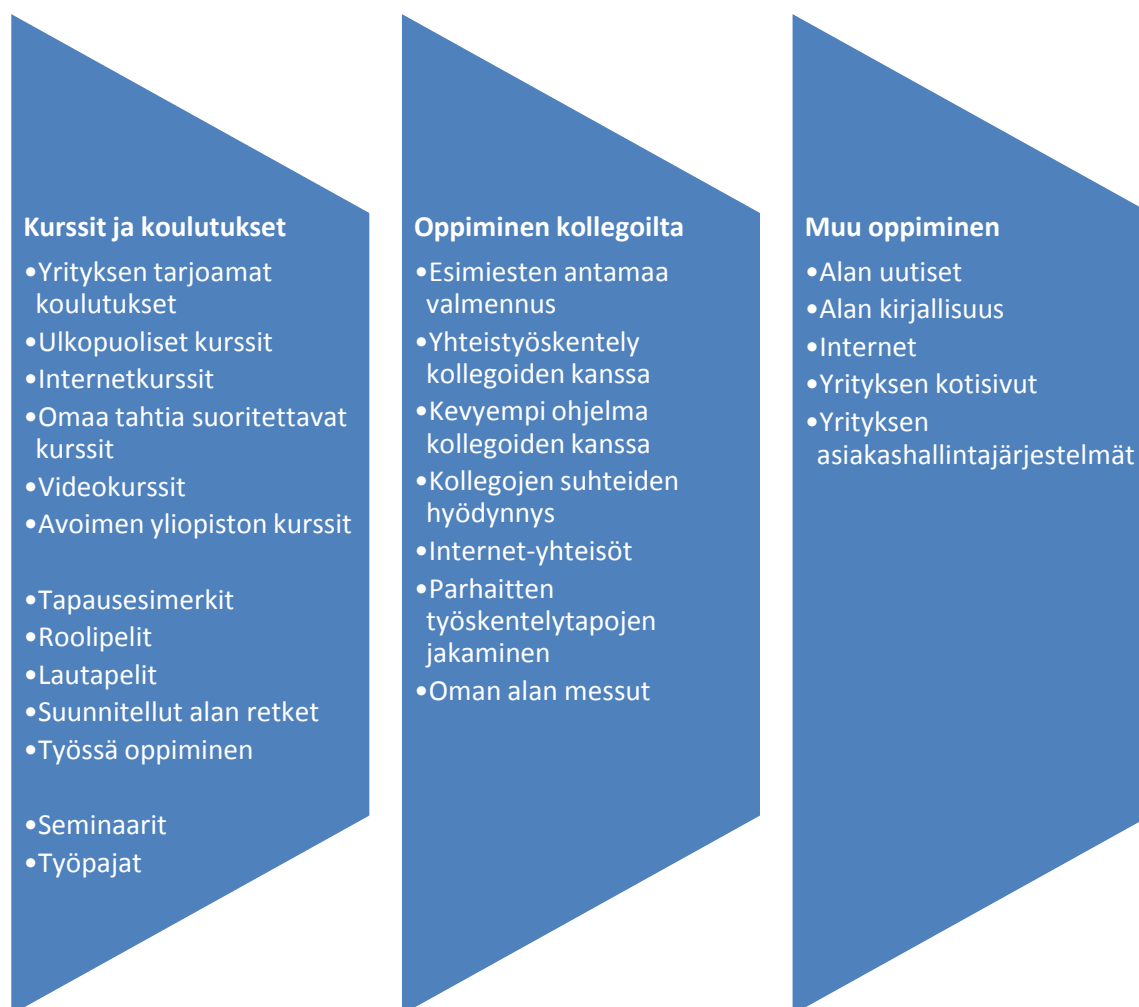 Kurssit ja koulutukset
•Yrityksen tarjoamat
koulutukset
•Ulkopuoliset kurssit
•Internetkurssit
•Omaa tahtia suoritettavat
kurssit
•Videokurssit
•Avoimen yliopiston kurssit
•Tapausesimerkit
•Roolipelit
•Lautapelit
•Suunnitellut alan retket
•Työssä oppiminen
•Seminaarit
•Työpajat
Oppiminen kollegoilta
•Esimiesten antamaa
valmennus
•Yhteistyöskentely
kollegoiden kanssa
•Kevyempi ohjelma
kollegoiden kanssa
•Kollegojen suhteiden
hyödynnys
•Internet-yhteisöt
•Parhaitten
työskentelytapojen
jakaminen
•Oman alan messut
Muu oppiminen
•Alan uutiset
•Alan kirjallisuus
•Internet
•Yrityksen kotisivut
•Yrityksen
asiakashallintajärjestelmät